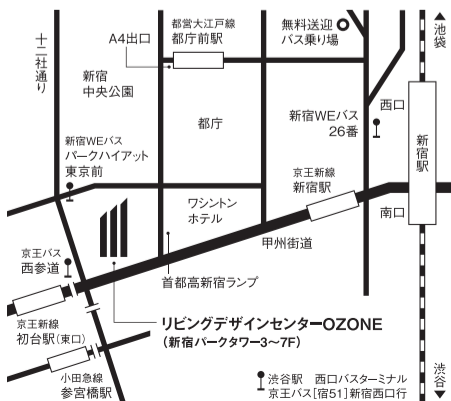 都営大江戸線
都庁前駅
A4出口
無料送迎
バス乗り場
▲池袋
十二社通り
新宿
中央公園
都庁
新宿WEバス
26番
西口
新宿駅
新宿WEバス
パークハイアット
東京前
京王新線
新宿駅
ワシントン
ホテル
南口
甲州街道
京王バス
西参道
首都高新宿ランプ
京王新線
初台駅(東口)
リビングデザインセンターOZONE
(新宿パークタワー3〜7F)
小田急線
参宮橋駅
渋谷駅 西口バスターミナル
京王バス[宿51]新宿西口行
渋谷▼